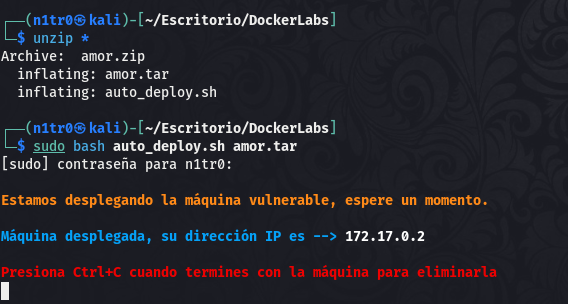 ┌──(n1tr0㉿kali)-[~/Escritorio/DockerLabs]
└─$ unzip *
Archive:  amor.zip
  inflating: amor.tar
  inflating: auto_deploy.sh
┌──(n1tr0㉿kali)-[~/Escritorio/DockerLabs]
└─$ sudo bash auto_deploy.sh amor.tar
[sudo] contraseña para n1tr0:
Estamos desplegando la máquina vulnerable, espere un momento.
Máquina desplegada, su dirección IP es --> 172.17.0.2
Presiona Ctrl+C cuando termines con la máquina para eliminarla